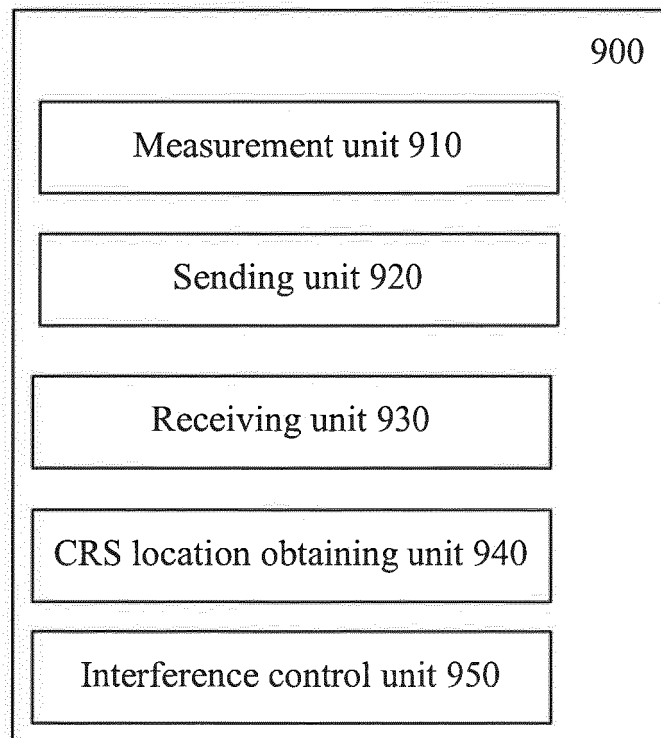 900
Measurement unit 910
Sending unit 920
Receiving unit 930
CRS location obtaining unit 940
Interference control unit 950